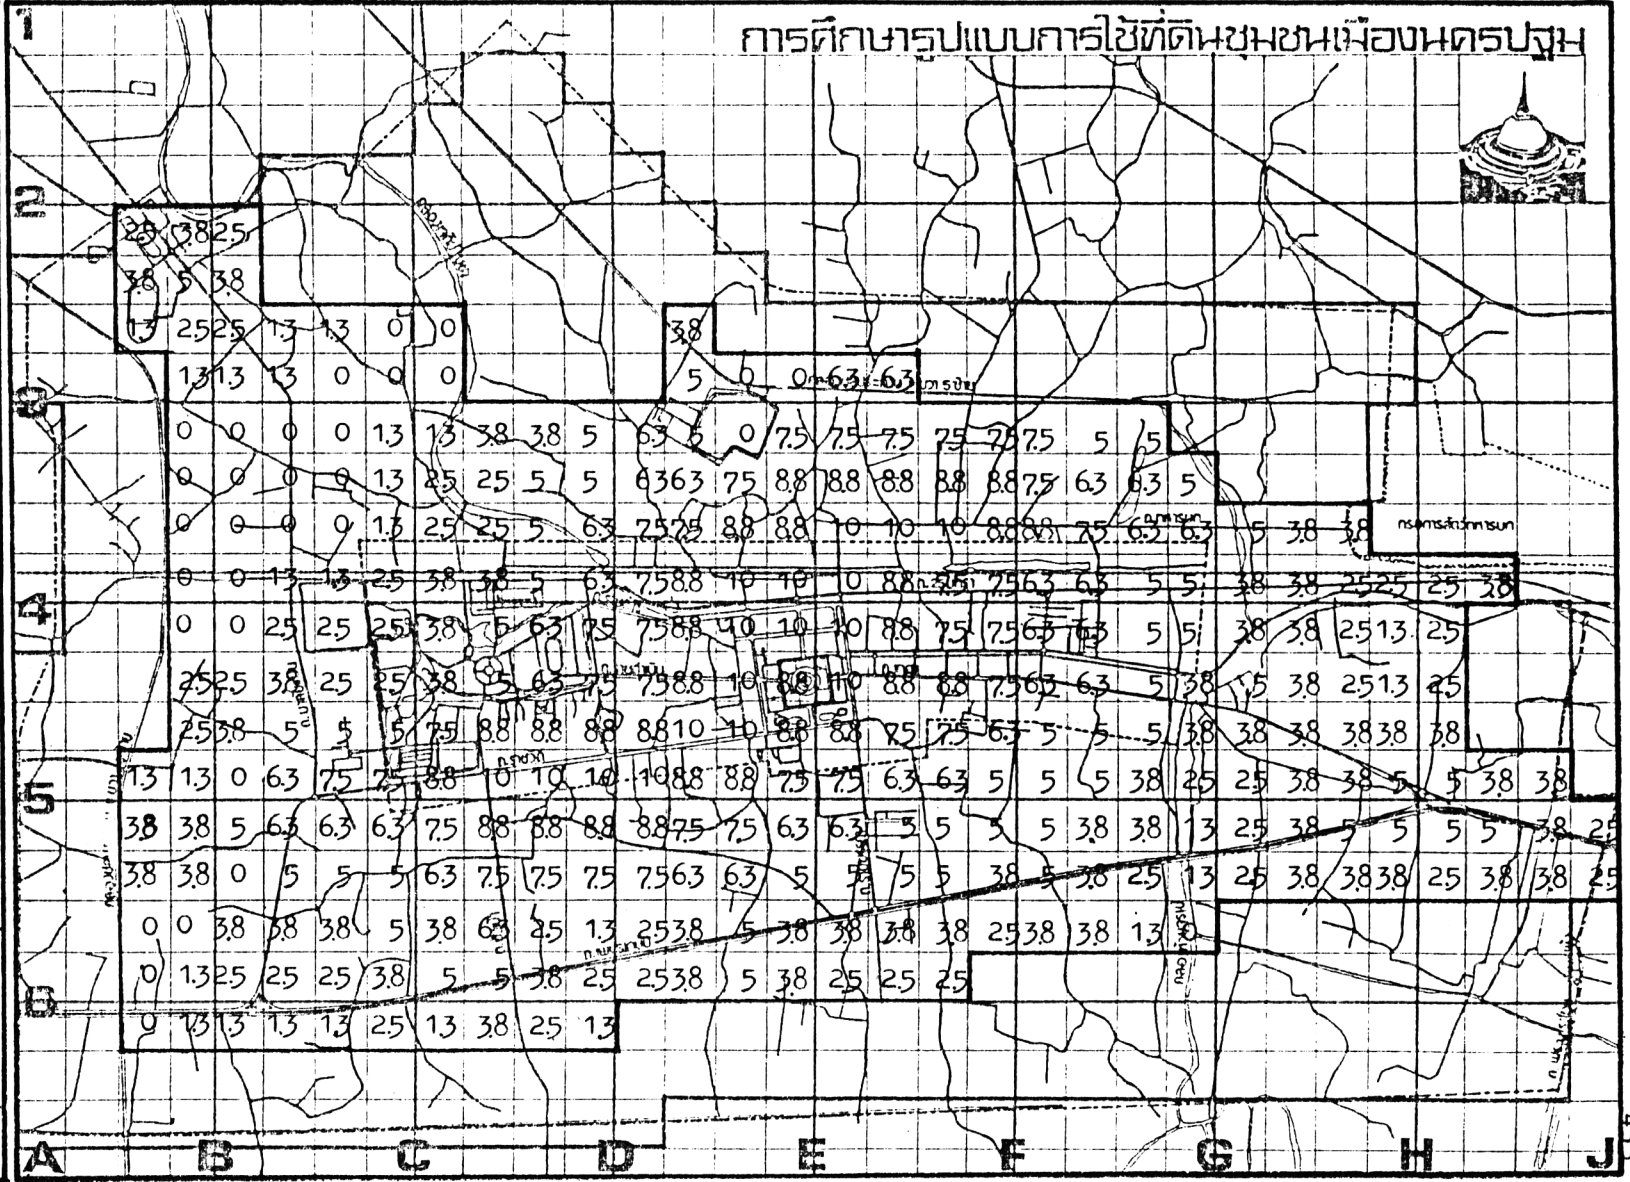 1
การศึกษารูปแบบการใช้ที่ดินชุมชนเมืองนครปฐม
2
2.5 3.8 2.5
3.8 5 3.8
1.3 2.5 2.5 1.3 1.3 0 0 3.8
1.3 1.3 1.3 0 0 0 5 0 0 6.3 6.3
3
0 0 0 0 1.3 1.3 3.8 3.8 5 6.3 5 0 7.5 7.5 7.5 7.5 7.5 7.5 5 5
0 0 0 0 1.3 2.5 2.5 5 5 6.3 6.3 7.5 8.8 8.8 8.8 8.8 8.8 7.5 6.3 6.3 5
0 0 0 0 1.3 2.5 2.5 5 6.3 7.5 7.5 8.8 8.8 10 10 10 8.8 8.8 7.5 6.3 6.3 5 3.8 3.8 กรมการสัตว์ทหารบก
0 0 1.3 1.3 2.5 3.8 3.8 5 6.3 7.5 8.8 10 10 10 8.8 7.5 7.5 6.3 6.3 5 5 3.8 3.8 2.5 2.5 2.5 3.8
4
0 0 2.5 2.5 2.5 3.8 5 6.3 7.5 7.5 8.8 10 10 10 8.8 7.5 7.5 6.3 6.3 5 5 3.8 3.8 2.5 1.3 2.5
2.5 2.5 3.8 2.5 2.5 3.8 5 6.3 7.5 7.5 8.8 10 8.8 10 8.8 8.8 7.5 6.3 6.3 5 3.8 5 3.8 2.5 1.3 2.5
2.5 3.8 5 5 5 7.5 8.8 8.8 8.8 8.8 10 10 8.8 8.8 7.5 7.5 6.3 5 5 5 3.8 3.8 3.8 3.8 3.8 3.8
1.3 1.3 0 6.3 7.5 7.5 8.8 10 10 10 10 8.8 8.8 7.5 7.5 6.3 6.3 5 5 5 3.8 2.5 2.5 3.8 3.8 5 5 3.8 3.8
5
3.8 3.8 5 6.3 6.3 6.3 7.5 8.8 8.8 8.8 8.8 7.5 7.5 6.3 6.3 5 5 5 5 3.8 3.8 1.3 2.5 3.8 5 5 5 5 3.8 2.5
3.8 3.8 0 5 5 5 6.3 7.5 7.5 7.5 7.5 6.3 6.3 5 5 5 5 3.8 5 3.8 2.5 1.3 2.5 3.8 3.8 3.8 2.5 3.8 3.8 2.5
0 0 3.8 3.8 3.8 5 3.8 6.3 2.5 1.3 2.5 3.8 5 3.8 3.8 3.8 3.8 2.5 3.8 3.8 1.3
0 1.3 2.5 2.5 2.5 3.8 5 5 3.8 2.5 2.5 3.8 5 3.8 2.5 2.5 2.5
6
0 1.3 1.3 1.3 1.3 2.5 1.3 3.8 2.5 1.3
A B C D E F G H J